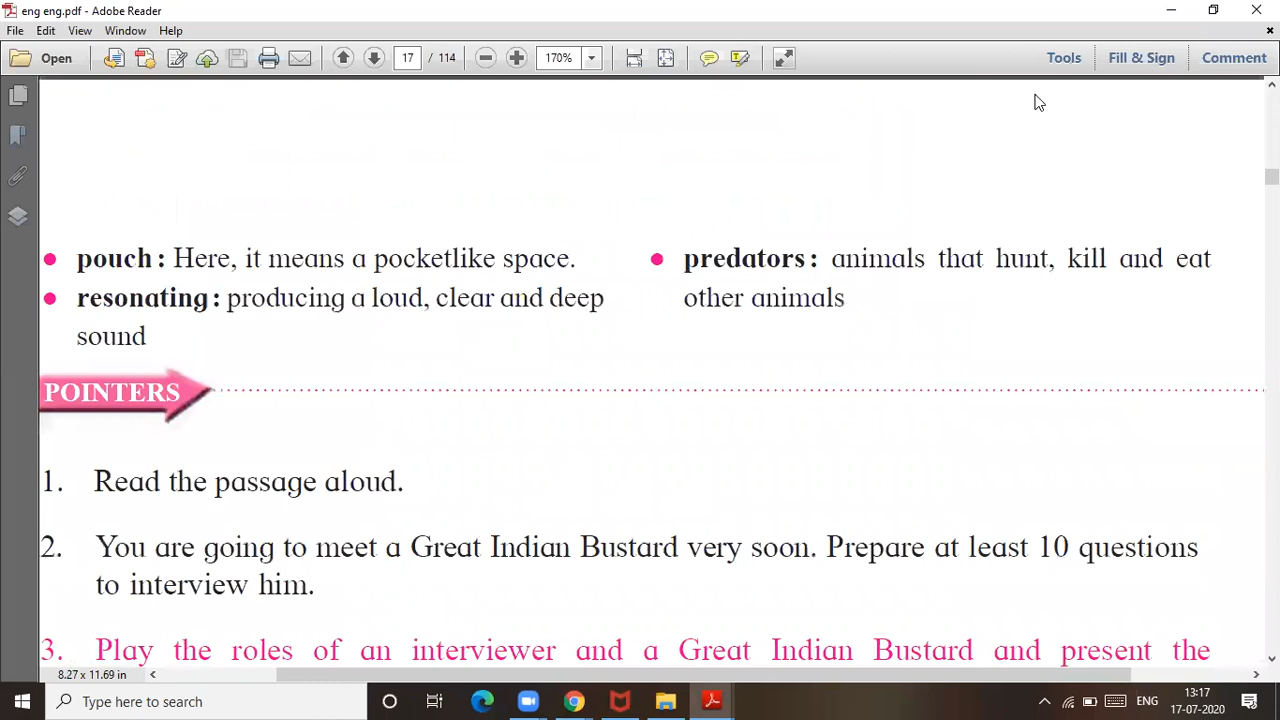 eng eng.pdf - Adobe Reader
File Edit View Window Help
Open 17 / 114 170% Tools Fill & Sign Comment
• pouch : Here, it means a pocketlike space.
• resonating : producing a loud, clear and deep
sound
• predators : animals that hunt, kill and eat
other animals
POINTERS
1. Read the passage aloud.
2. You are going to meet a Great Indian Bustard very soon. Prepare at least 10 questions
to interview him.
3. Play the roles of an interviewer and a Great Indian Bustard and present the
8.27 x 11.69 in
Type here to search
ENG
13:17
17-07-2020